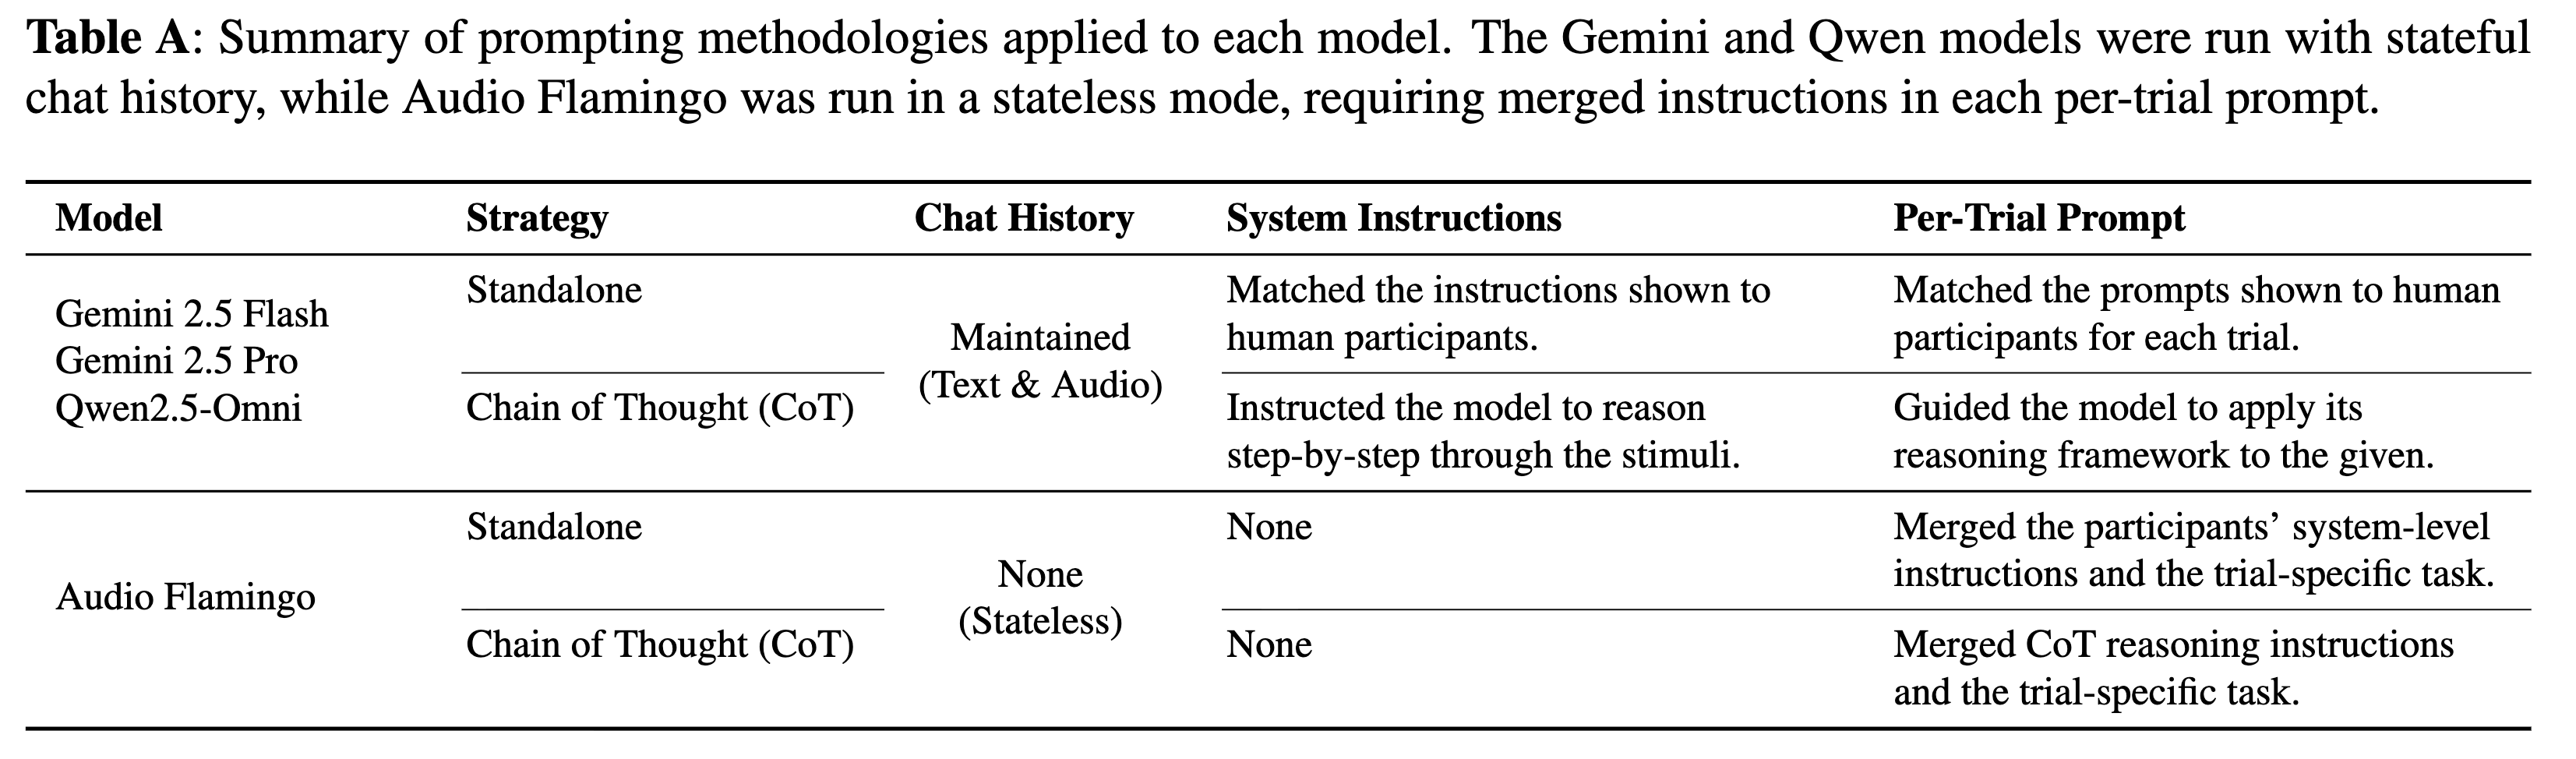 Table A: Summary of prompting methodologies applied to each model. The Gemini and Qwen models were run with stateful
chat history, while Audio Flamingo was run in a stateless mode, requiring merged instructions in each per-trial prompt.
Model Strategy Chat History System Instructions Per-Trial Prompt
Gemini 2.5 Flash
Gemini 2.5 Pro
Qwen2.5-Omni
Standalone
Maintained
(Text & Audio)
Matched the instructions shown to
human participants.
Matched the prompts shown to human
participants for each trial.
Chain of Thought (CoT)
Instructed the model to reason
step-by-step through the stimuli.
Guided the model to apply its
reasoning framework to the given.
Audio Flamingo
Standalone
None
(Stateless)
None
Merged the participants’ system-level
instructions and the trial-specific task.
Chain of Thought (CoT)
None
Merged CoT reasoning instructions
and the trial-specific task.